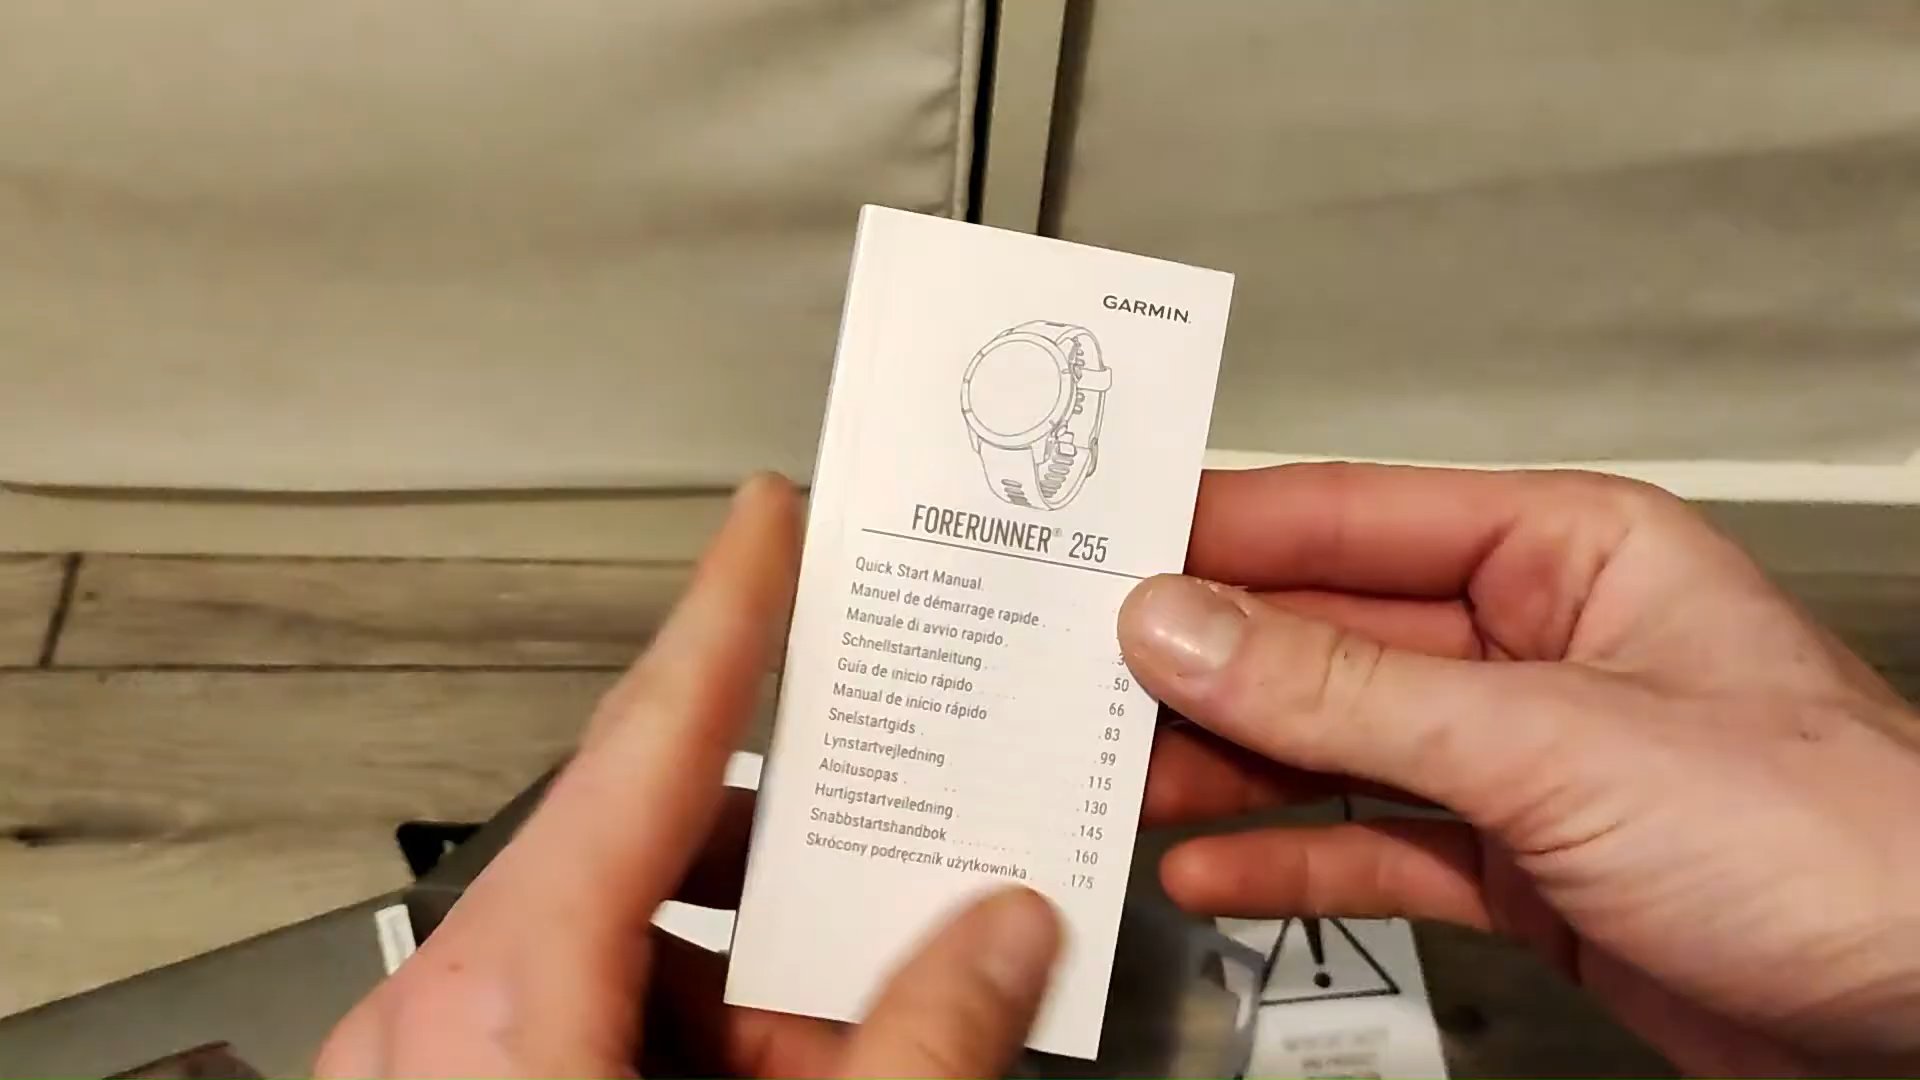 GARMIN.
FORERUNNER® 255
Quick Start Manual.
Manuel de démarrage rapide .
Manuale di avvio rapido .
Schnellstartanleitung . . 3
Guía de inicio rápido . . . . . . . 50
Manual de início rápido 66
Snelstartgids . . 83
Lynstartvejledning . 99
Aloitusopas . . . 115
Hurtigstartveiledning . . 130
Snabbstartshandbok . . . . . . . . . . 145
Skrócony podręcznik użytkownika . . 160
. 175